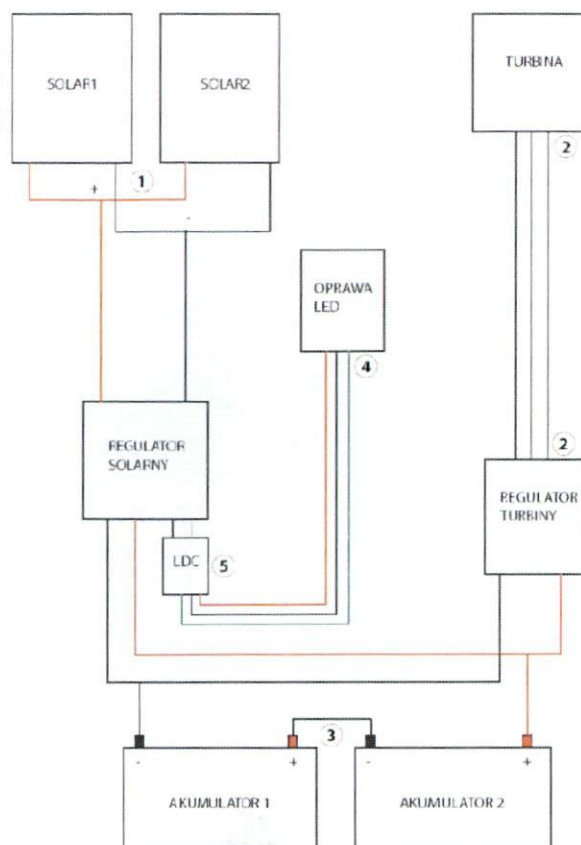 SOLAR1
SOLAR2
TURBINA
2
1
+
-
OPRAWA
LED
4
2
REGULATOR
SOLARNY
REGULATOR
TURBINY
LDC
5
3
-
+
-
+
AKUMULATOR 1
AKUMULATOR 2